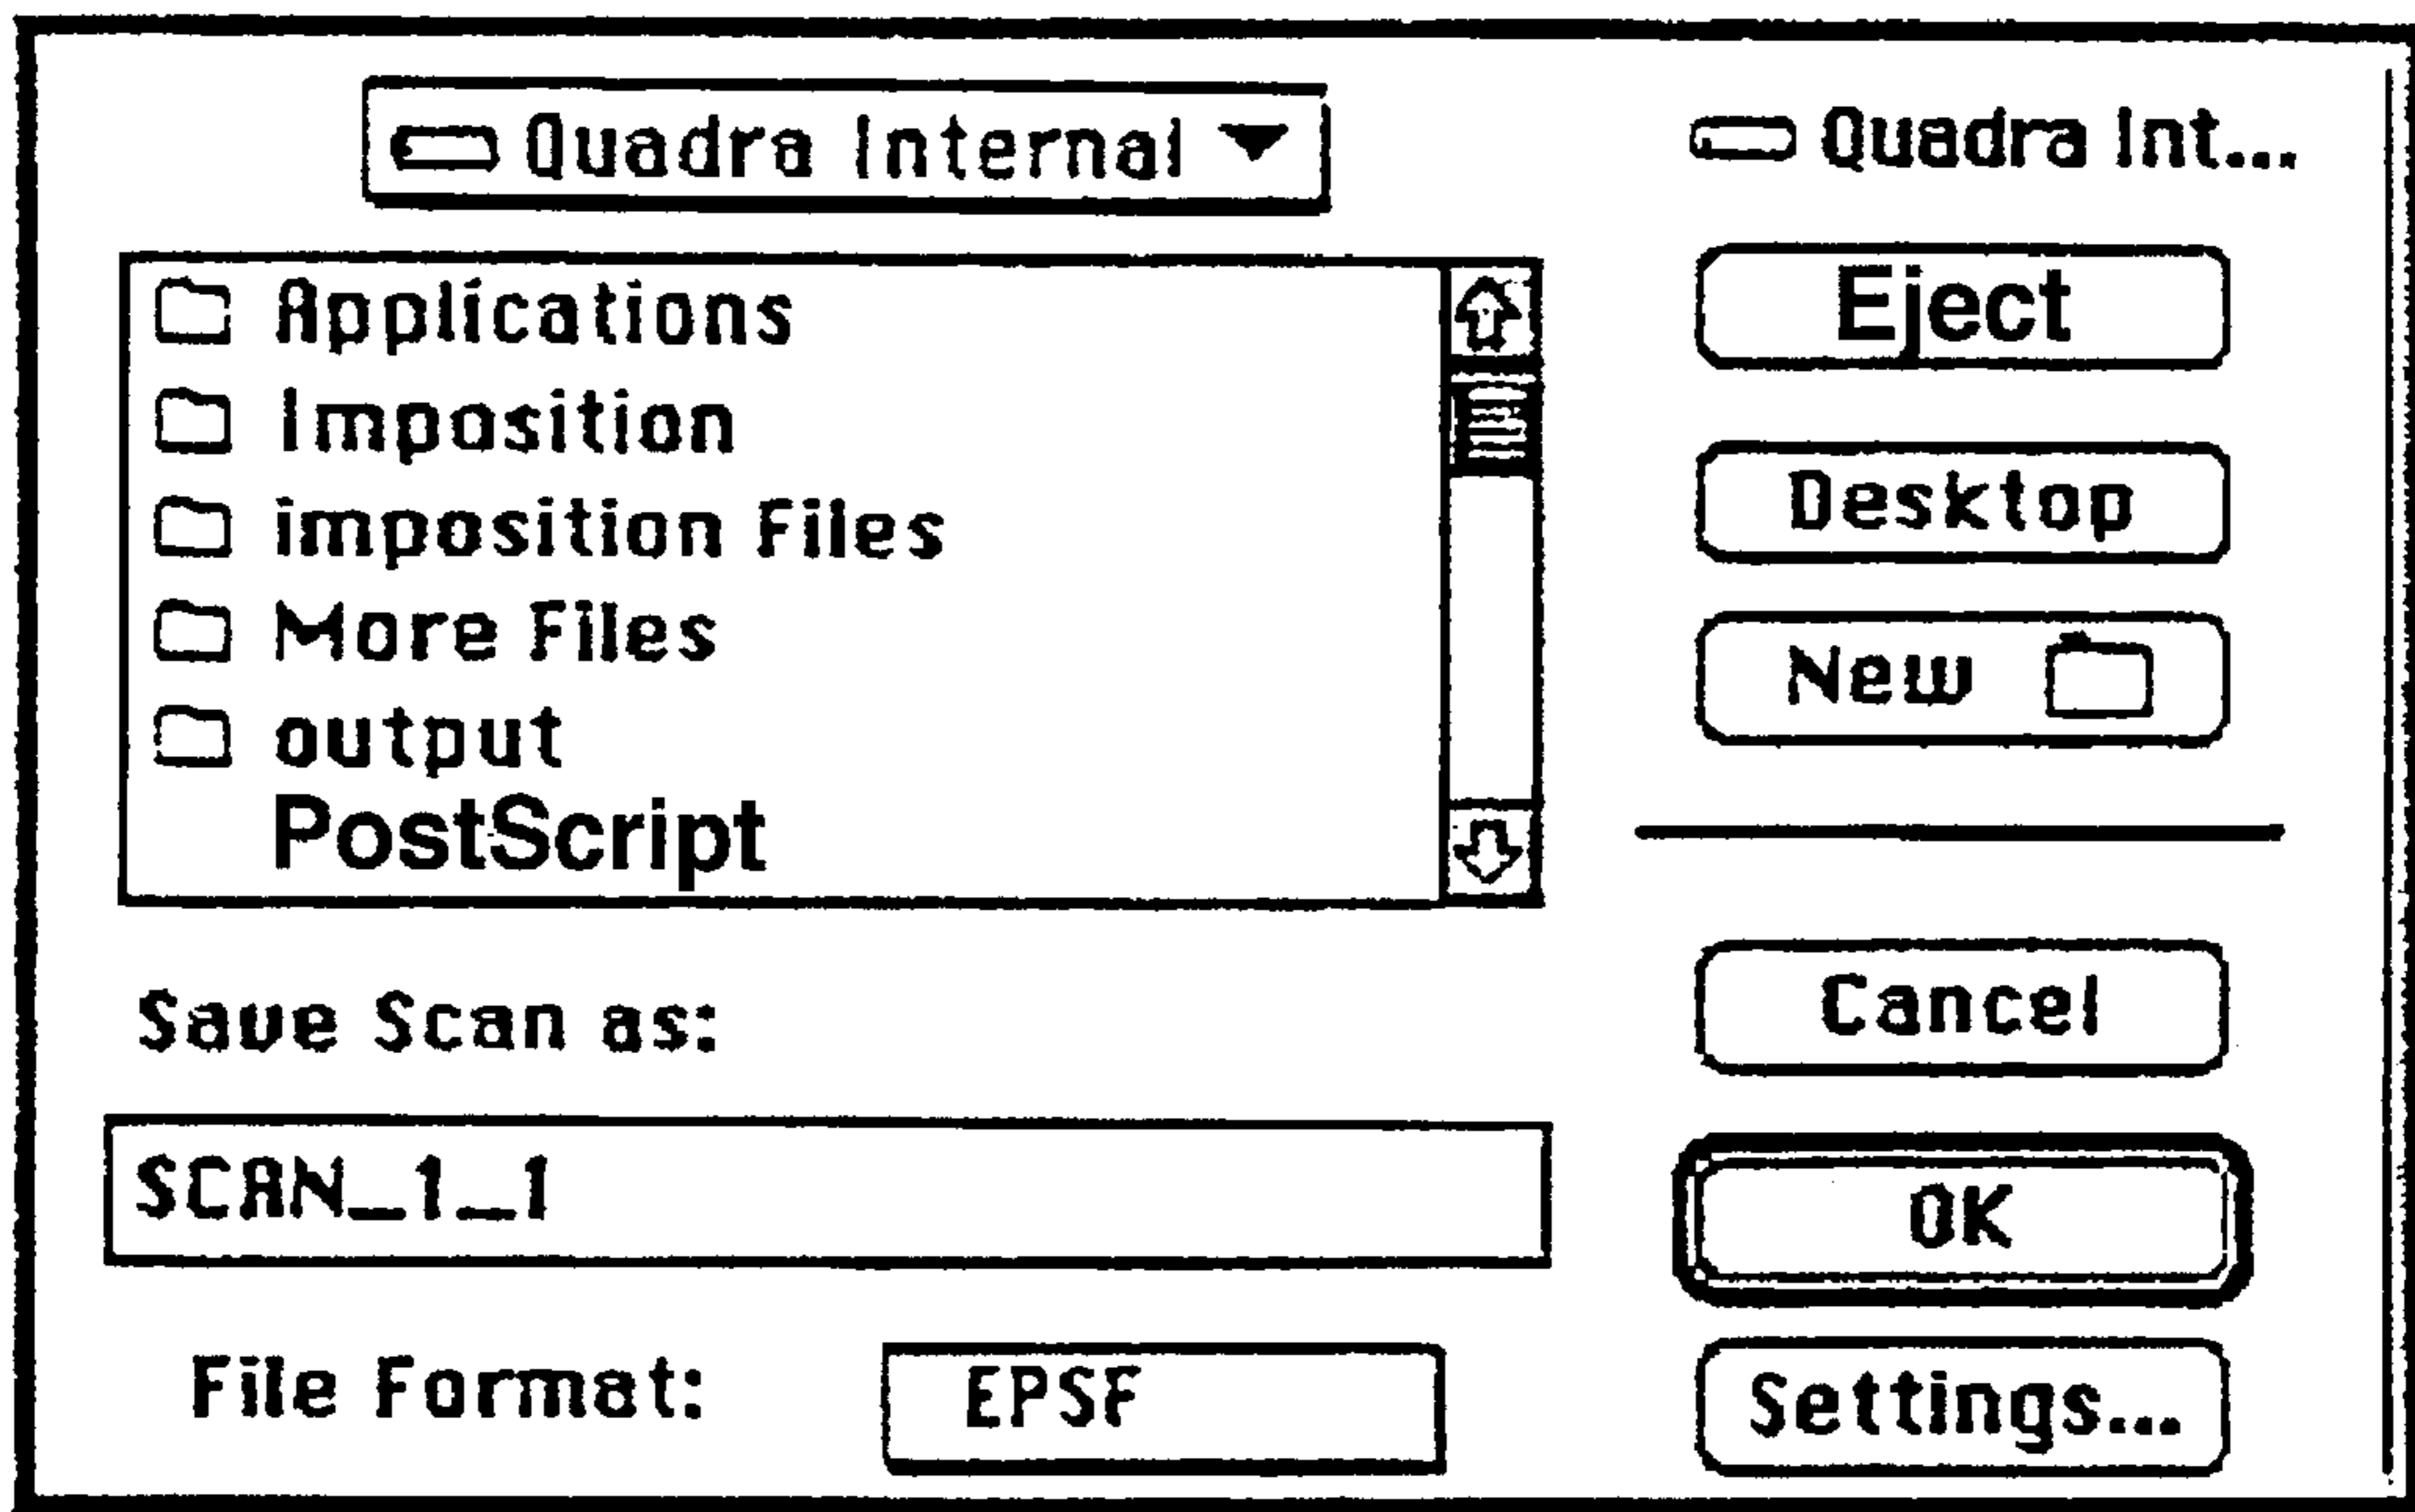 Quadra Internal
Quadra Int...
Applications
Imposition
imposition Files
More Files
output
PostScript
Eject
Desktop
New
Save Scan as:
Cancel
SCAN_1_1
OK
File Format: EPSF
Settings...